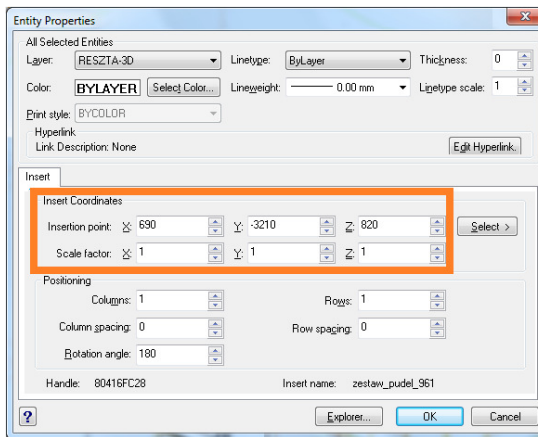 Entity Properties
All Selected Entities
Layer: RESZTA-3D Linetype: ByLayer Thickness: 0
Color: BYLAYER Select Color... Lineweight: 0.00 mm Linetype scale: 1
Print style: BYCOLOR
Hyperlink
Link Description: None Edit Hyperlink.
Insert
Insert Coordinates
Insertion point: X: 690 Y: -3210 Z: 820 Select >
Scale factor: X: 1 Y: 1 Z: 1
Positioning
Columns: 1 Rows: 1
Column spacing: 0 Row spacing: 0
Rotation angle: 180
Handle: 80416FC28 Insert name: zestaw_pudel_961
? Explorer... OK Cancel